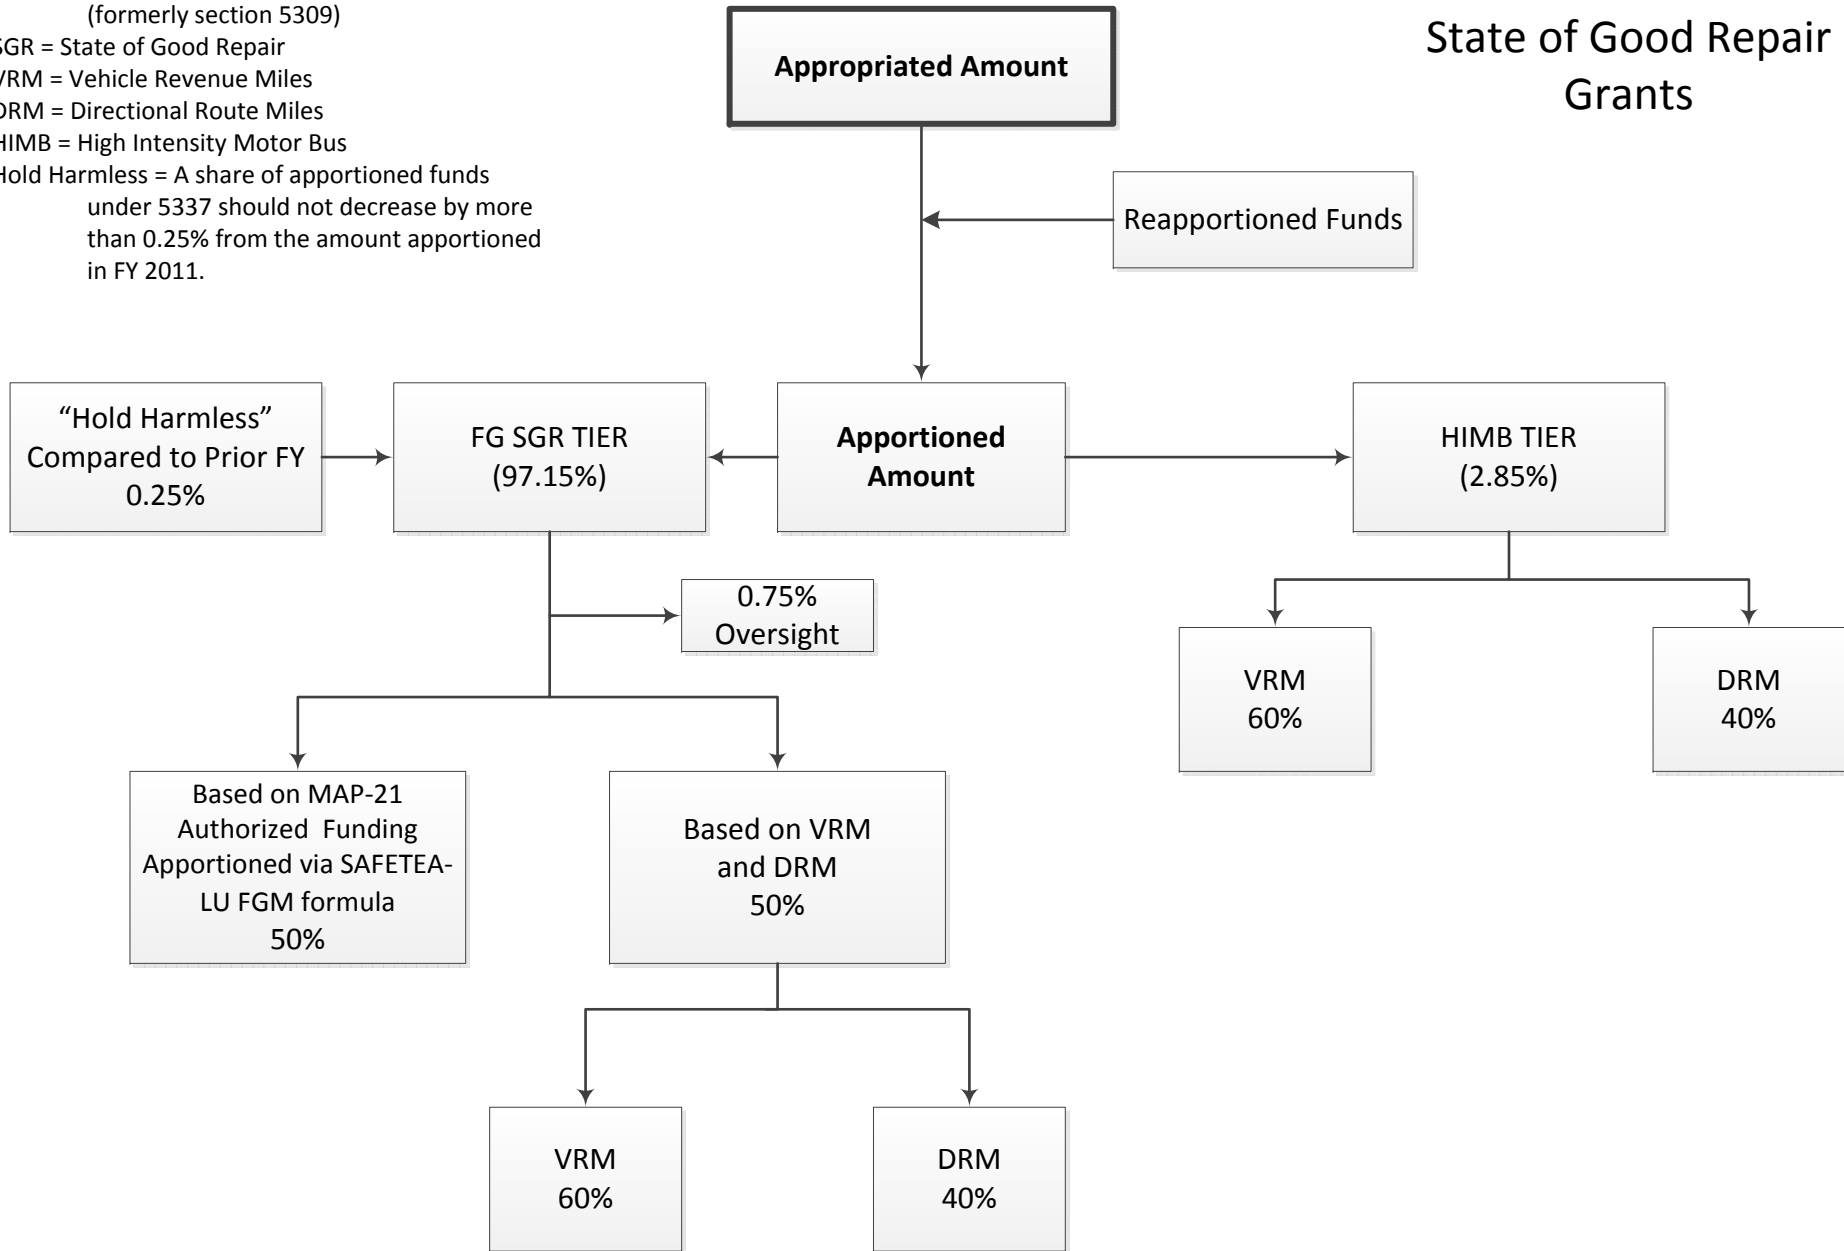 (formerly section 5309)
SGR = State of Good Repair
VRM = Vehicle Revenue Miles
DRM = Directional Route Miles
HIMB = High Intensity Motor Bus
Hold Harmless = A share of apportioned funds
under 5337 should not decrease by more
than 0.25% from the amount apportioned
in FY 2011.
State of Good Repair
Grants
Appropriated Amount
Reapportioned Funds
“Hold Harmless”
Compared to Prior FY
0.25%
FG SGR TIER
(97.15%)
Apportioned
Amount
HIMB TIER
(2.85%)
0.75%
Oversight
VRM
60%
DRM
40%
Based on MAP-21
Authorized  Funding
Apportioned via SAFETEA-
LU FGM formula
50%
Based on VRM
and DRM
50%
VRM
60%
DRM
40%